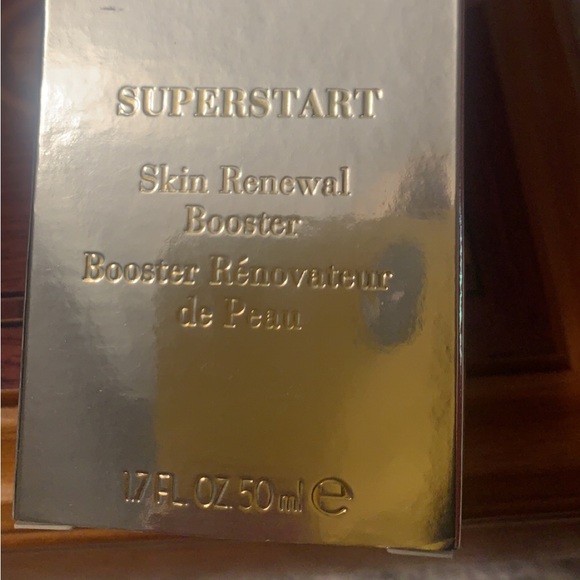 SUPERSTART
Skin Renewal
Booster
Booster Rénovateur
de Peau
1.7 FL. OZ. 50 ml ℮